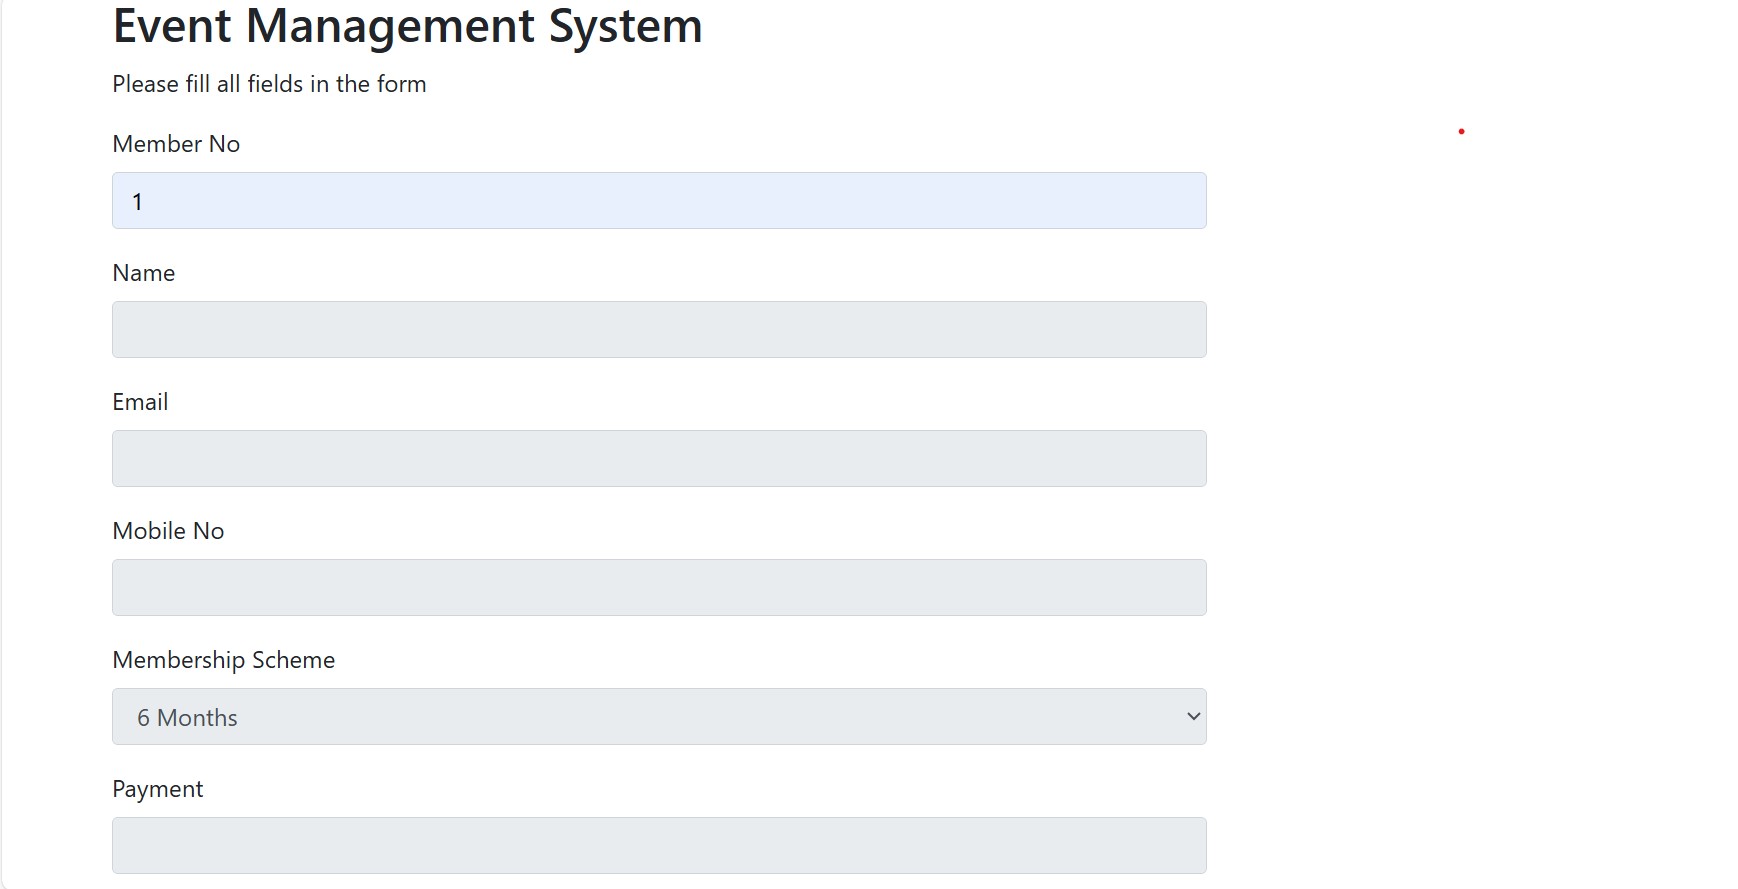 Event Management System
Please fill all fields in the form
Member No
1
Name
Email
Mobile No
Membership Scheme
6 Months
Payment